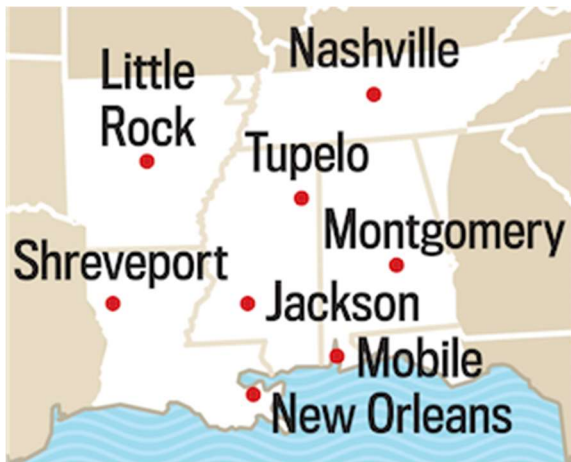 Nashville
Little
Rock
Tupelo
Montgomery
Shreveport
Jackson
Mobile
New Orleans